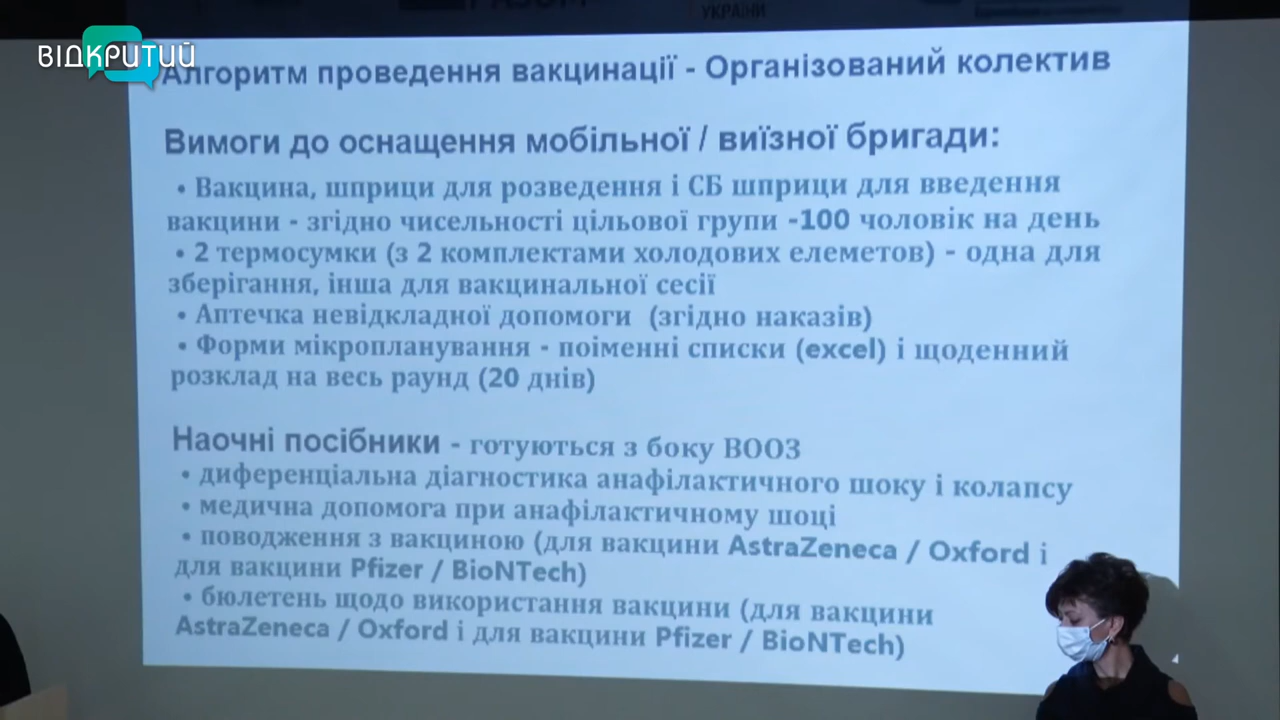 УКРАЇНИ
ВІДКРИТИЙ
Алгоритм проведення вакцинації - Організований колектив
Вимоги до оснащення мобільної / виїзної бригади:
• Вакцина, шприци для розведення і СБ шприци для введення
вакцини - згідно чисельності цільової групи -100 чоловік на день
• 2 термосумки (з 2 комплектами холодових елеметов) - одна для
зберігання, інша для вакцинальної сесії
• Аптечка невідкладної допомоги (згідно наказів)
• Форми мікропланування - поіменні списки (excel) і щоденний
розклад на весь раунд (20 днів)
Наочні посібники - готуються з боку ВООЗ
• диференціальна діагностика анафілактичного шоку і колапсу
• медична допомога при анафілактичному шоці
• поводження з вакциною (для вакцини AstraZeneca / Oxford і
для вакцини Pfizer / BioNTech)
• бюлетень щодо використання вакцини (для вакцини
AstraZeneca / Oxford і для вакцини Pfizer / BioNTech)